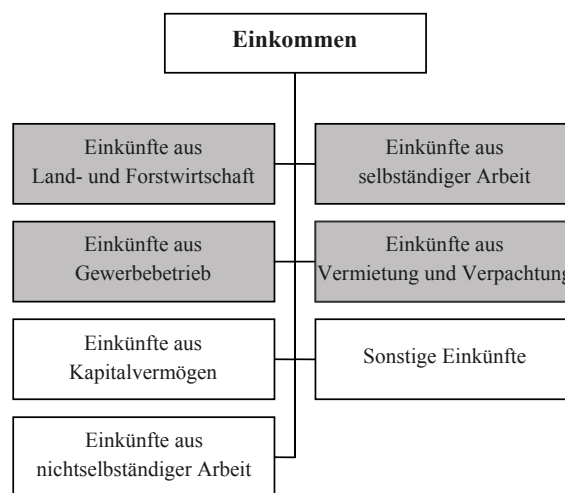 Einkommen
Einkünfte aus
Land- und Forstwirtschaft
Einkünfte aus
selbständiger Arbeit
Einkünfte aus
Gewerbebetrieb
Einkünfte aus
Vermietung und Verpachtung
Einkünfte aus
Kapitalvermögen
Sonstige Einkünfte
Einkünfte aus
nichtselbständiger Arbeit